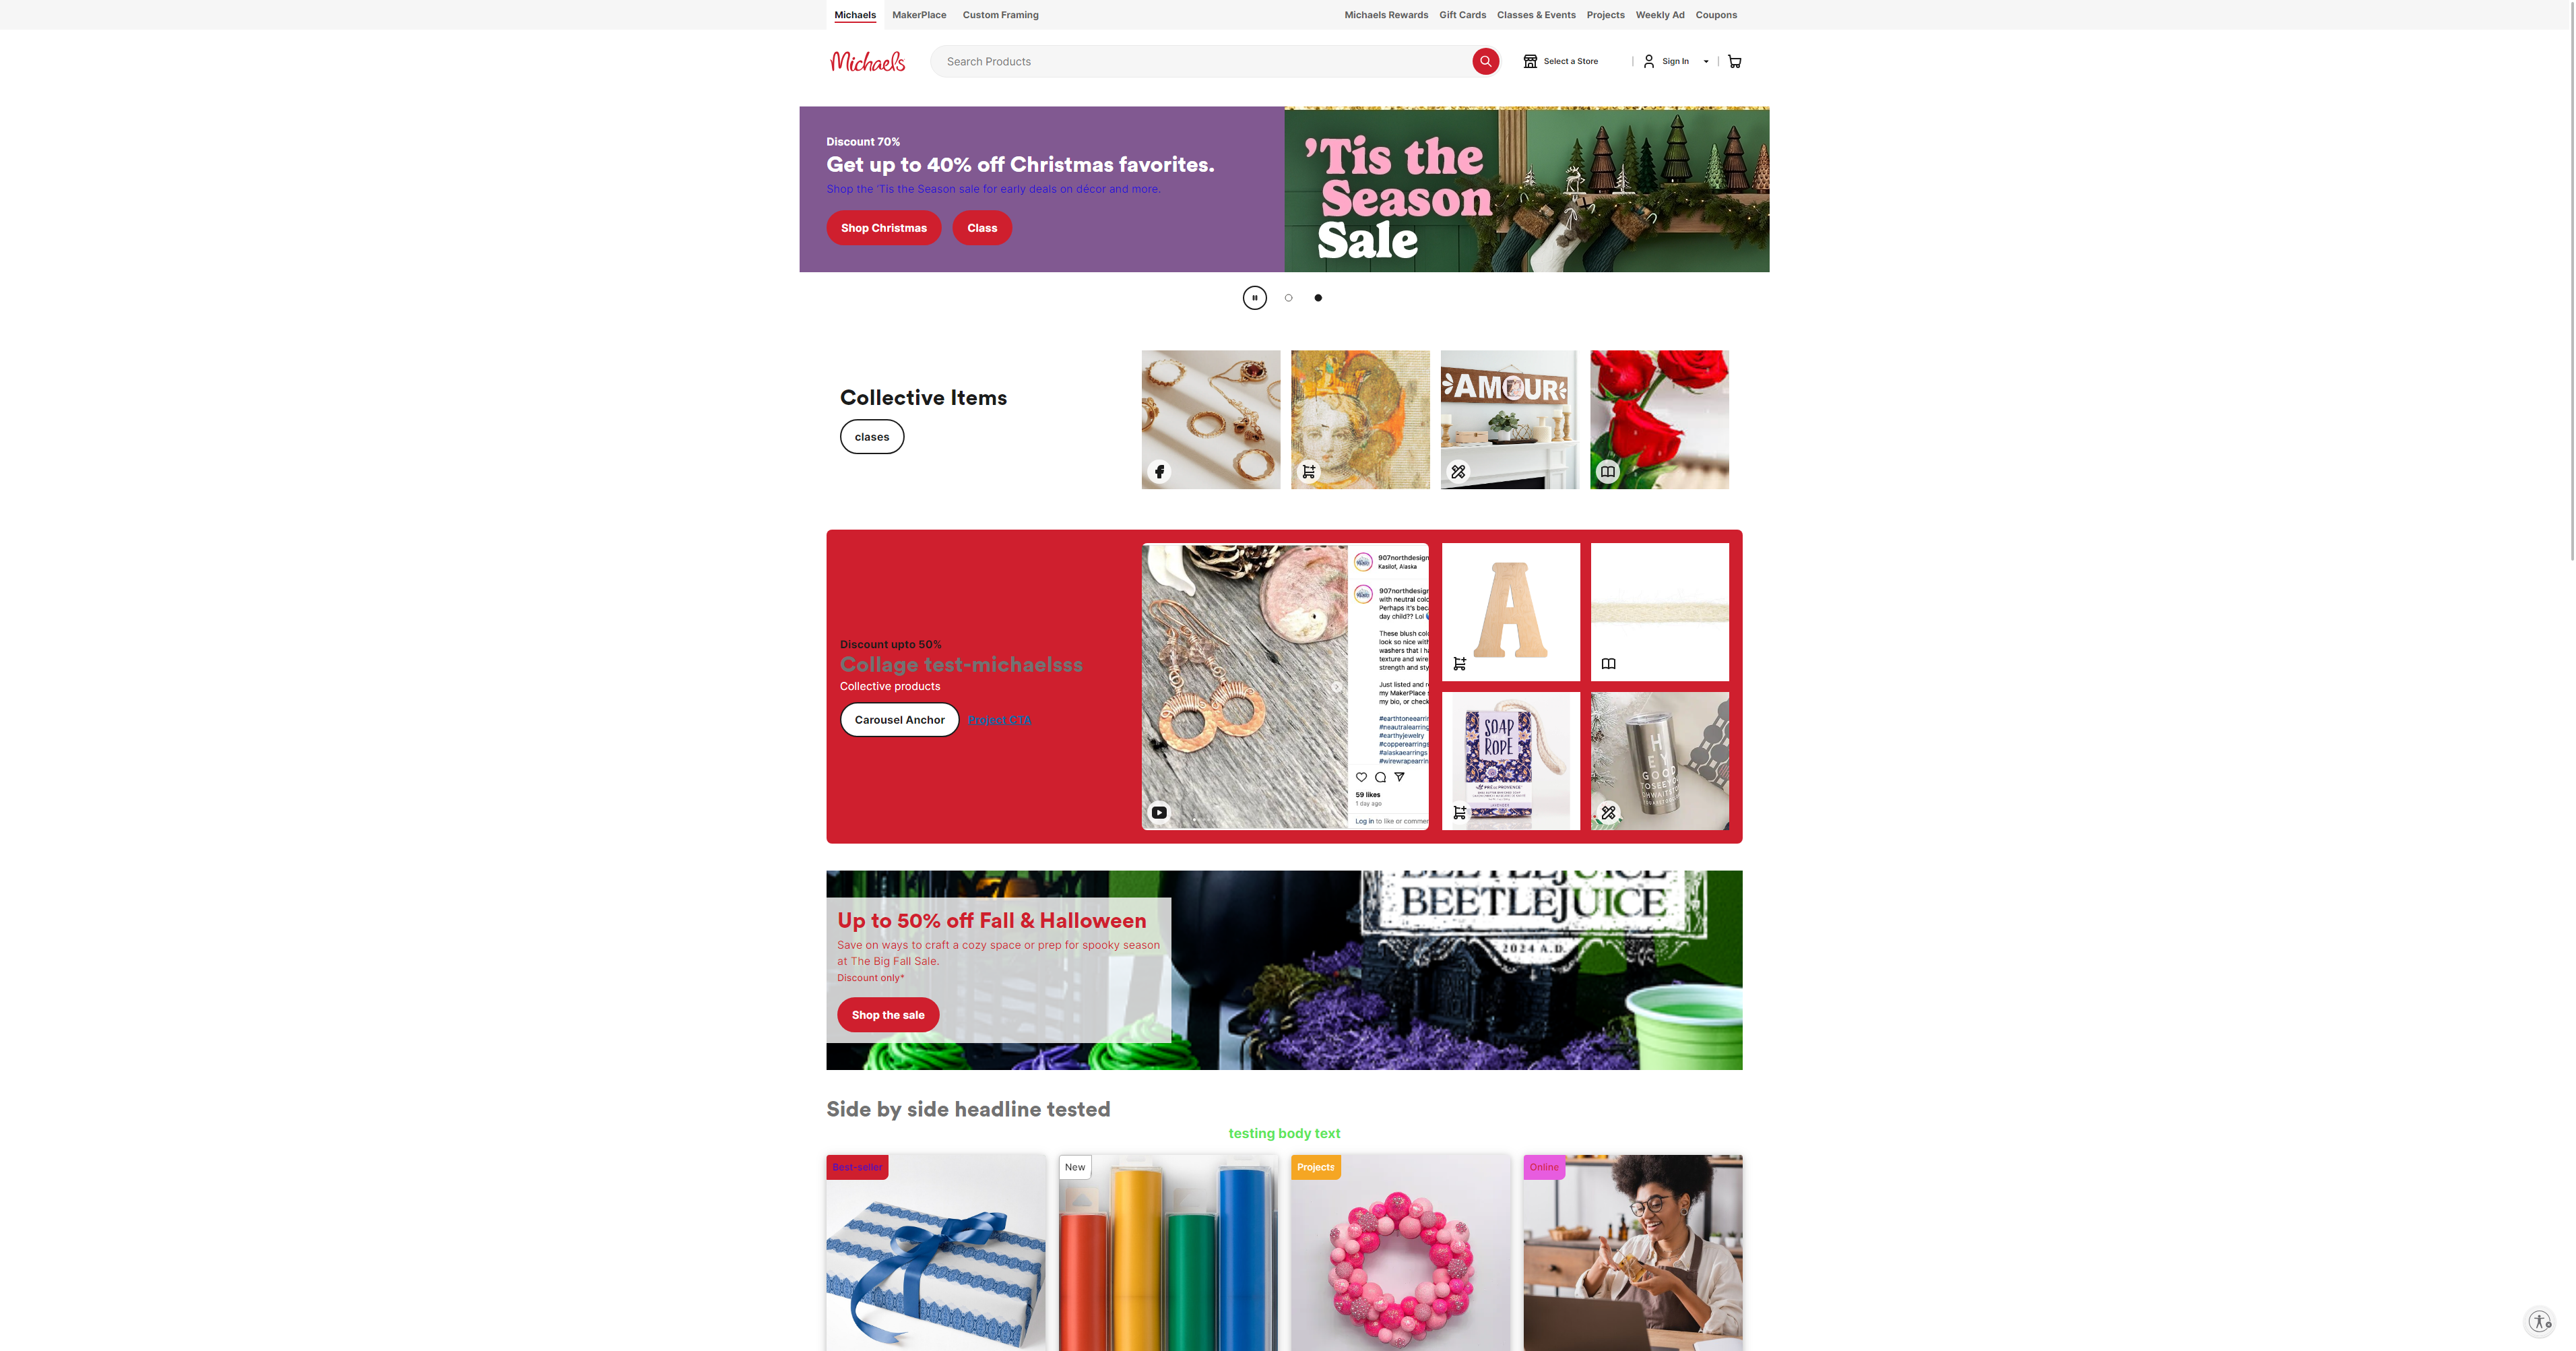 Michaels MakerPlace Custom Framing
Michaels Rewards Gift Cards Classes & Events Projects Weekly Ad Coupons
Michaels
Search Products
Select a Store
Sign In
Discount 70%
Get up to 40% off Christmas favorites.
Shop the 'Tis the Season sale for early deals on décor and more.
Shop Christmas
Class
’Tis the
Season
Sale
Collective Items
clases
AMOUR
Discount upto 50%
Collage test-michaelsss
Collective products
Carousel Anchor
Project CTA
907northdesign
Kasilof, Alaska
907northdesign
with neutral colo
Perhaps it's beca
day child?? Lol
These blush colo
look so nice with
washers that I ha
texture and wire
strength and sty
Just listed and re
my MakerPlace s
my bio, or check
#earthtoneearrin
#neautralearring
#earthyjewelry
#copperearrings
#alaskaearrings
#wirewrapearrin
59 likes
1 day ago
Log in to like or commen
SOAP
ROPE
H
EY
GOOD
TOSEEYO
BEETLEJUICE
BEETLEJUICE
2024 A.D.
Up to 50% off Fall & Halloween
Save on ways to craft a cozy space or prep for spooky season
at The Big Fall Sale.
Discount only*
Shop the sale
Side by side headline tested
testing body text
Best-seller
New
Projects
Online